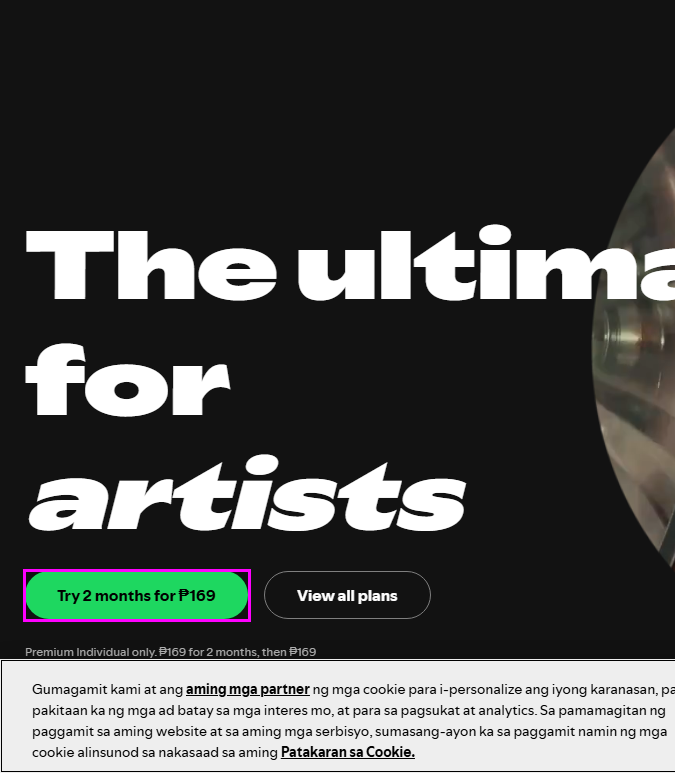 The ultima
for
artists
Try 2 months for ₱169
View all plans
Premium Individual only. ₱169 for 2 months, then ₱169
Gumagamit kami at ang aming mga partner ng mga cookie para i-personalize ang iyong karanasan, pa
pakitaan ka ng mga ad batay sa mga interes mo, at para sa pagsukat at analytics. Sa pamamagitan ng
paggamit sa aming website at sa aming mga serbisyo, sumasang-ayon ka sa paggamit namin ng mga
cookie alinsunod sa nakasaad sa aming Patakaran sa Cookie.